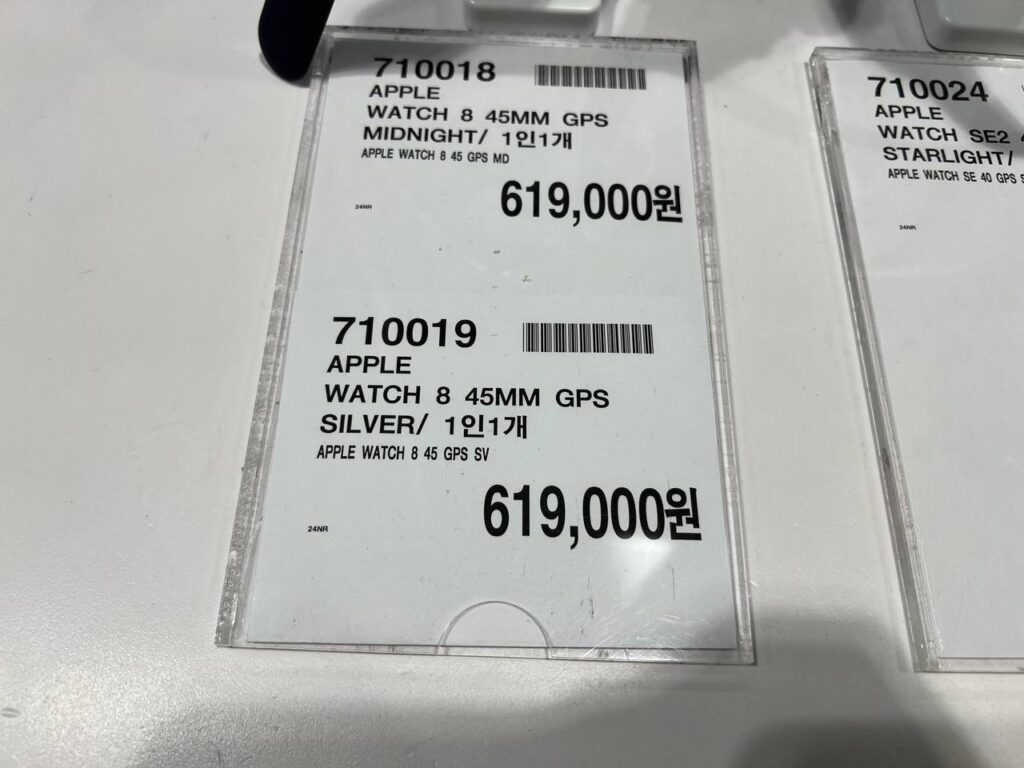 710018
APPLE
WATCH 8 45MM GPS
MIDNIGHT/ 1인1개
APPLE WATCH 8 45 GPS MD
619,000원
24NR
710019
APPLE
WATCH 8 45MM GPS
SILVER/ 1인1개
APPLE WATCH 8 45 GPS SV
619,000원
24NR
710024
APPLE
WATCH SE2
STARLIGHT/
APPLE WATCH SE 40 GPS
24NR